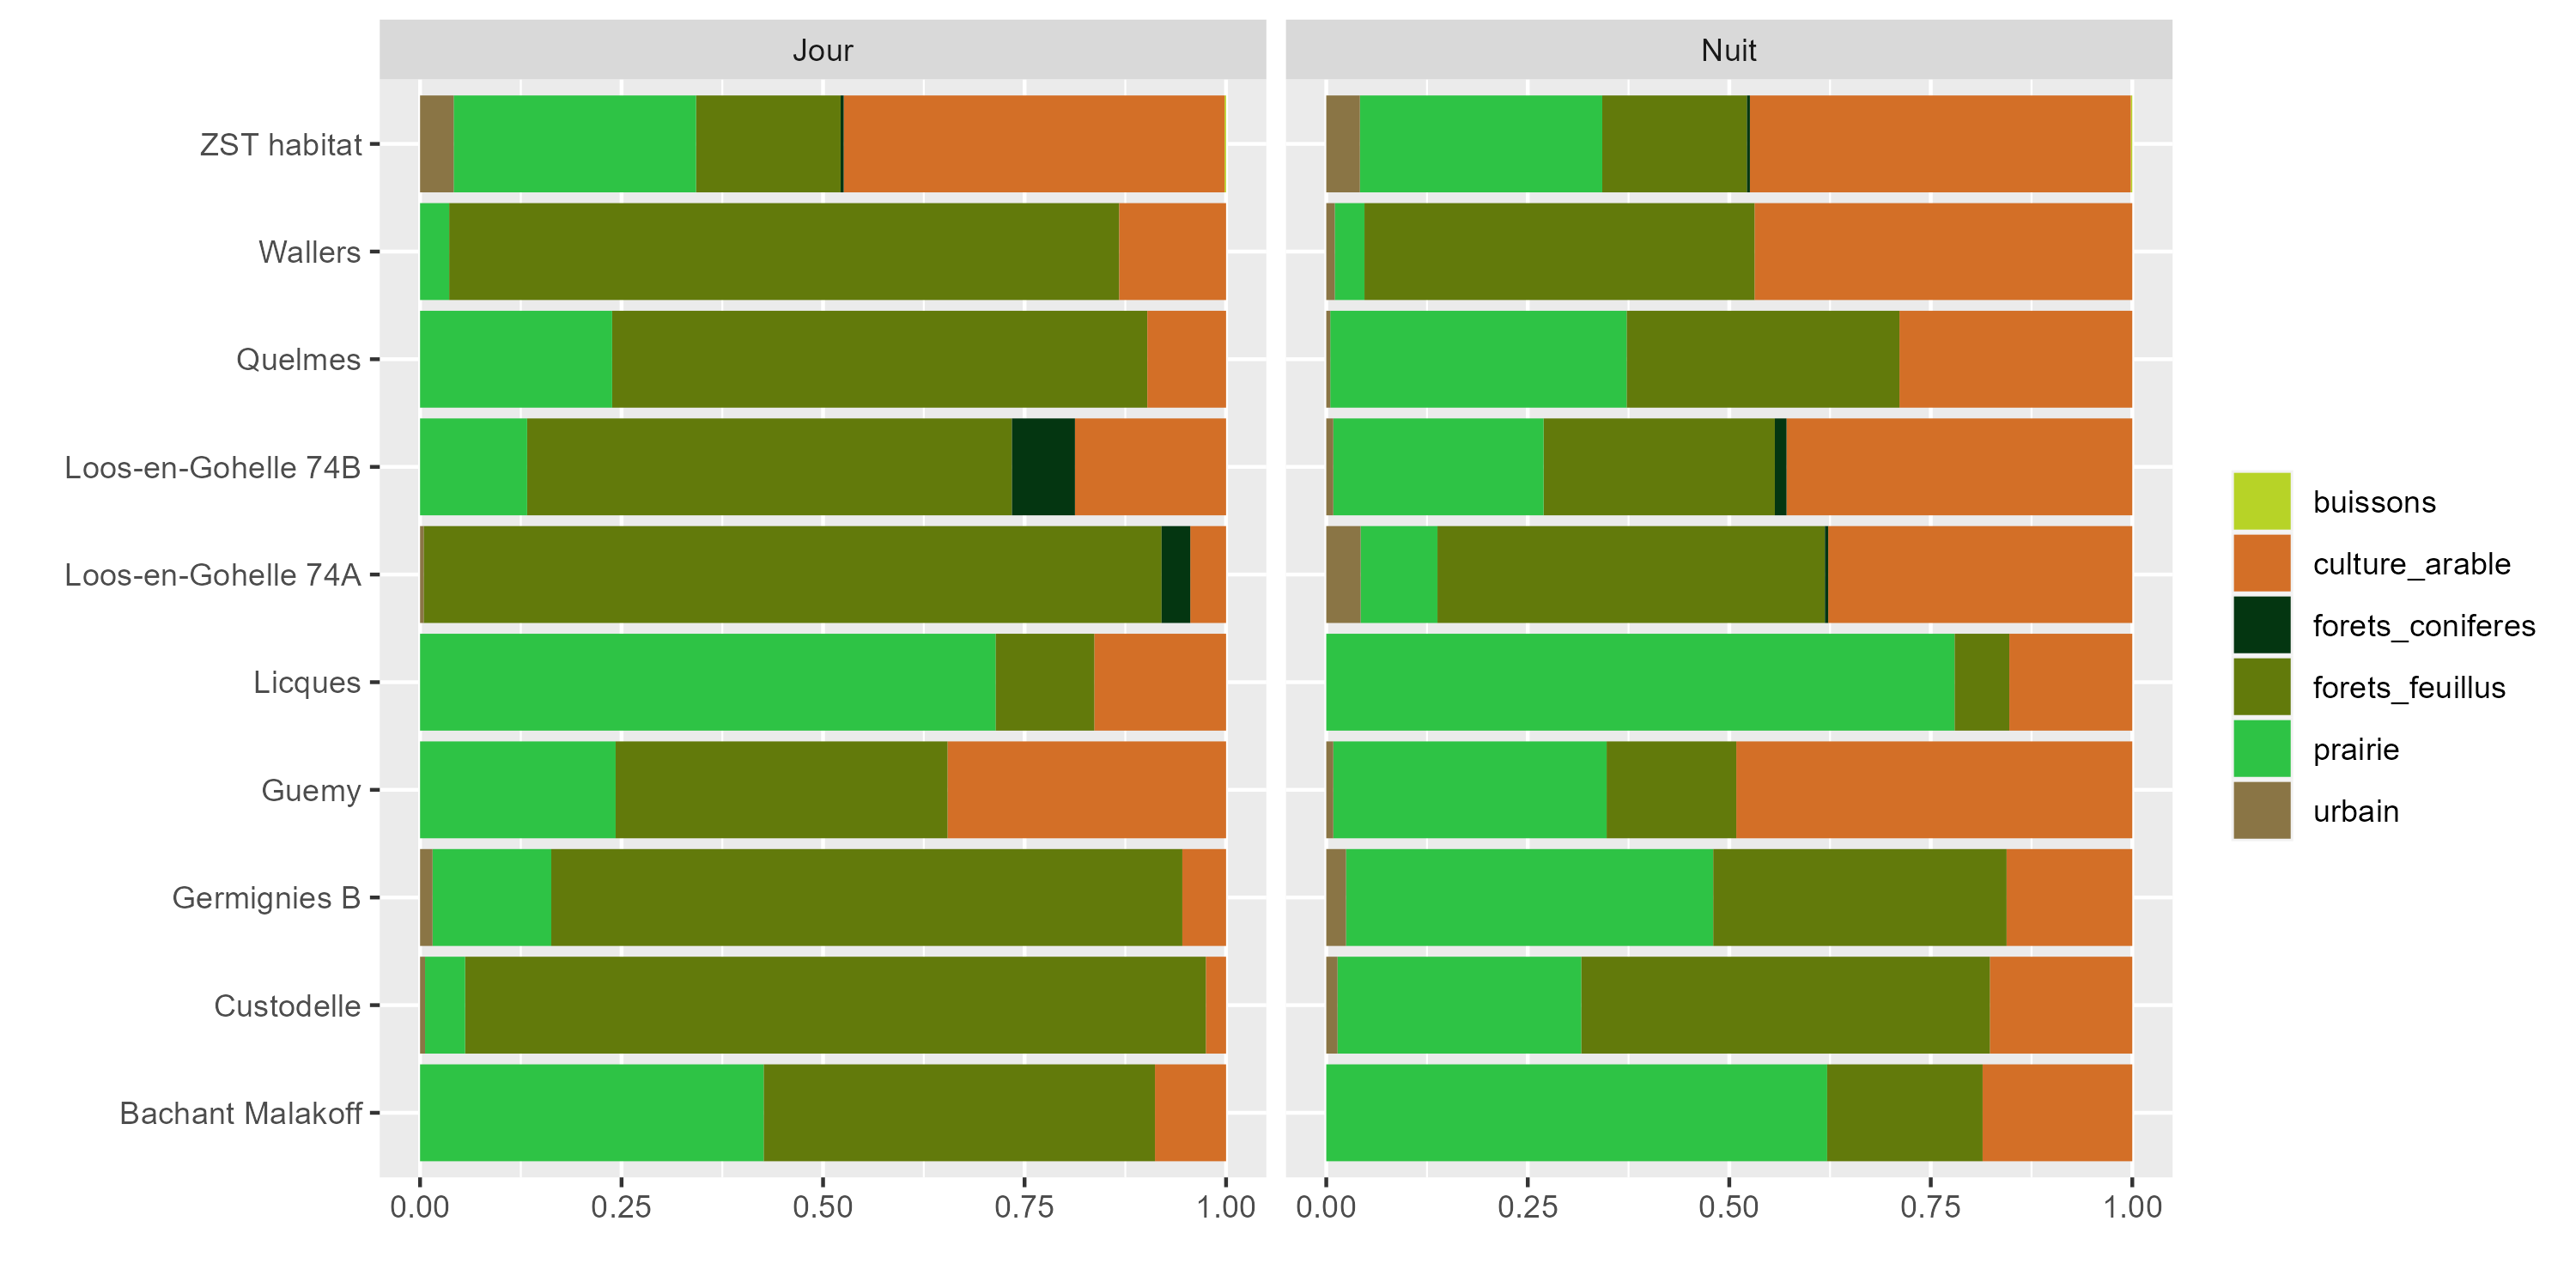 Jour
Nuit
ZST habitat
Wallers
Quelmes
Loos-en-Gohelle 74B
Loos-en-Gohelle 74A
Licques
Guemy
Germignies B
Custodelle
Bachant Malakoff
0.00 0.25 0.50 0.75 1.00
0.00 0.25 0.50 0.75 1.00
buissons
culture_arable
forets_coniferes
forets_feuillus
prairie
urbain